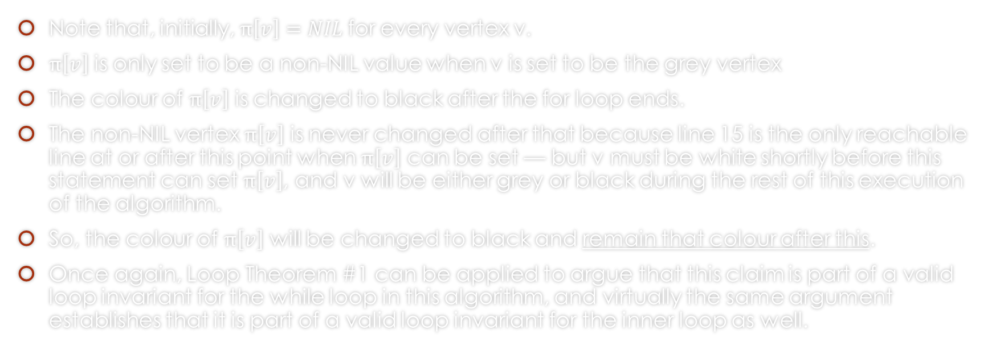 Note that, initially, π[v] = NIL for every vertex v.
π[v] is only set to be a non-NIL value when v is set to be the grey vertex
The colour of π[v] is changed to black after the for loop ends.
The non-NIL vertex π[v] is never changed after that because line 15 is the only reachable
line at or after this point when π[v] can be set — but v must be white shortly before this
statement can set π[v], and v will be either grey or black during the rest of this execution
of the algorithm.
So, the colour of π[v] will be changed to black and remain that colour after this.
Once again, Loop Theorem #1 can be applied to argue that this claim is part of a valid
loop invariant for the while loop in this algorithm, and virtually the same argument
establishes that it is part of a valid loop invariant for the inner loop as well.